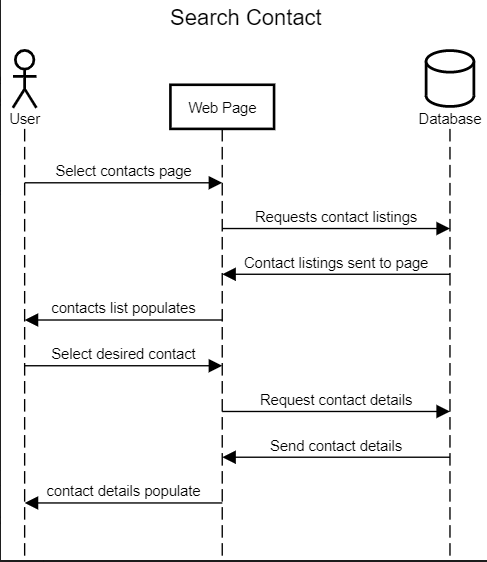 Search Contact
User
Web Page
Database
Select contacts page
Requests contact listings
Contact listings sent to page
contacts list populates
Select desired contact
Request contact details
Send contact details
contact details populate